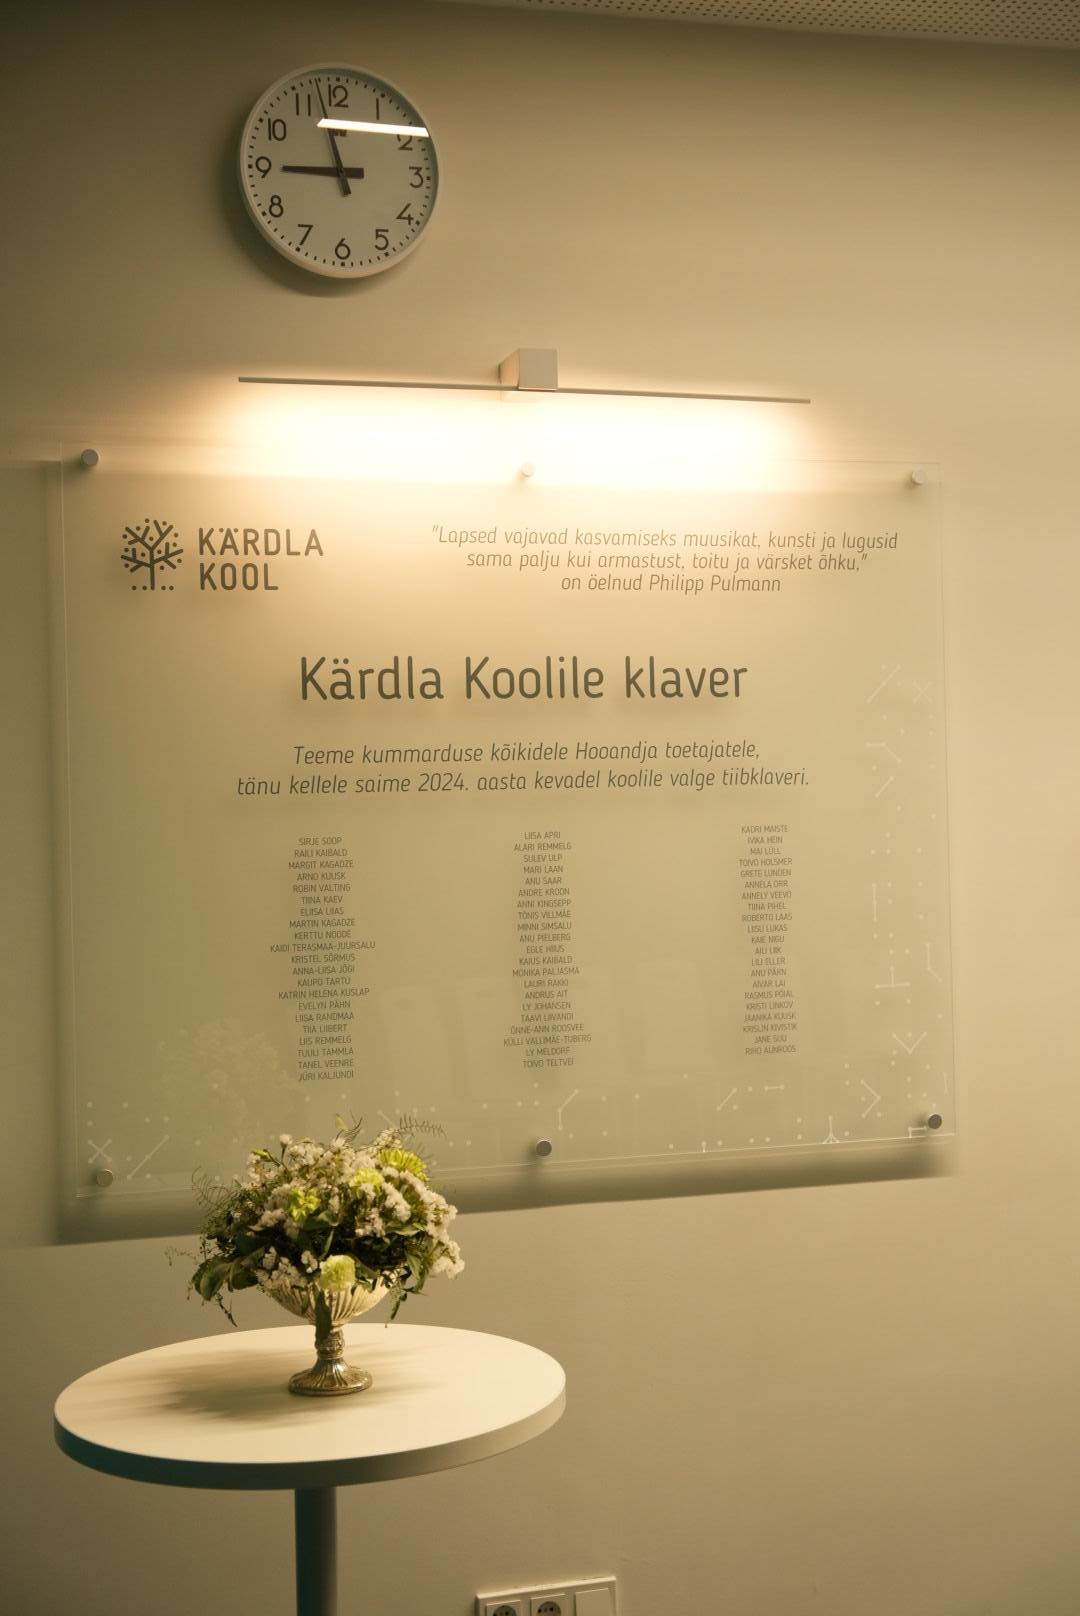 12
1
2
3
4
5
6
7
8
9
10
11
KÄRDLA
KOOL
"Lapsed vajavad kasvamiseks muusikat, kunsti ja lugusid
sama palju kui armastust, toitu ja värsket õhku,"
on öelnud Philipp Pulmann
Kärdla Koolile klaver
Teeme kummarduse kõikidele Hooandja toetajatele,
tänu kellele saime 2024. aasta kevadel koolile valge tiibklaveri.
SIRJE SOOP
RAILI KAIBALD
MARGIT KAGADZE
ARNO KUUSK
ROBIN VALTING
TIINA KAEV
ELIISA LIIAS
MARTIN KAGADZE
KERTTU NOODE
KAIDI TERASMAA-JUURSALU
KRISTEL SÕRMUS
ANNA-LIISA JÕGI
KAUPO TARTU
KATRIN HELENA KUSLAP
EVELYN PÄHN
LIISA RANDMAA
TIIA LIIBERT
LIIS REMMELG
TUULI TAMMLA
TANEL VEENRE
JÜRI KALJUNDI
LIISA APRI
ALARI REMMELG
SULEV ULP
MARI LAAN
ANU SAAR
ANDRE KROON
ANNI KINGSEPP
TÕNIS VILLMÄE
MINNI SIMSALU
ANU PIELBERG
EGLE HIIUS
KAIUS KAIBALD
MONIKA PALJASMA
LAURI RAKKI
ANDRUS AIT
LY JOHANSEN
TAAVI LIIVANDI
ÕNNE-ANN ROOSVEE
KÜLLI VALLIMÄE-TUBERG
LY MELDORF
TOIVO TELTVEI
KADRI MAISTE
IVIKA HEIN
MAI LÜLL
TOIVO HOLSMER
GRETE LUNDEN
ANNELA ORR
ANNELY VEEVO
TIINA PIHEL
ROBERTO LAAS
LIISU LUKAS
KAIE NIGU
AILI LIIK
LILI ELLER
ANU PÄRN
AIVAR LAI
RASMUS PÕIAL
KRISTI LINKOV
JAANIKA KUUSK
KRISLIN KIVISTIK
JANE SUU
RIHO AUNROOS